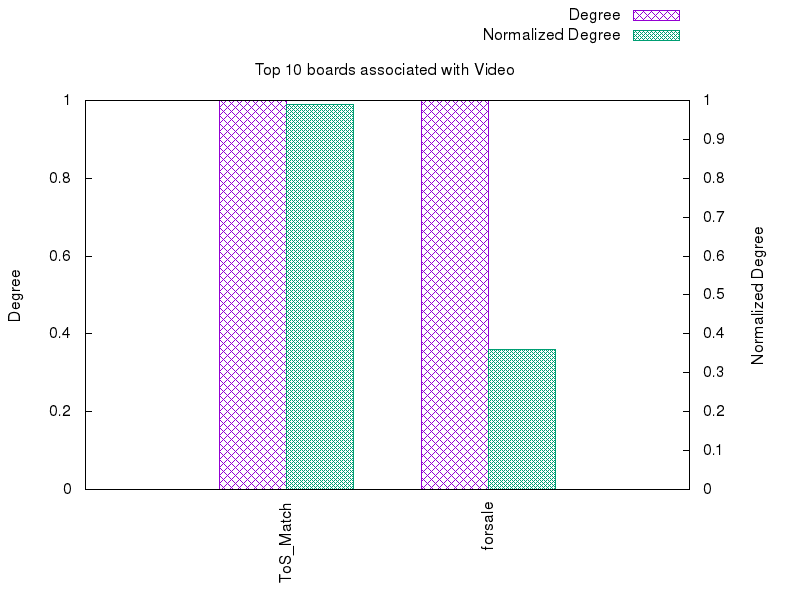 Degree
Normalized Degree
Top 10 boards associated with Video
1
0.8
0.6
0.4
0.2
0
1
0.9
0.8
0.7
0.6
0.5
0.4
0.3
0.2
0.1
0
Degree
Normalized Degree
ToS_Match
forsale